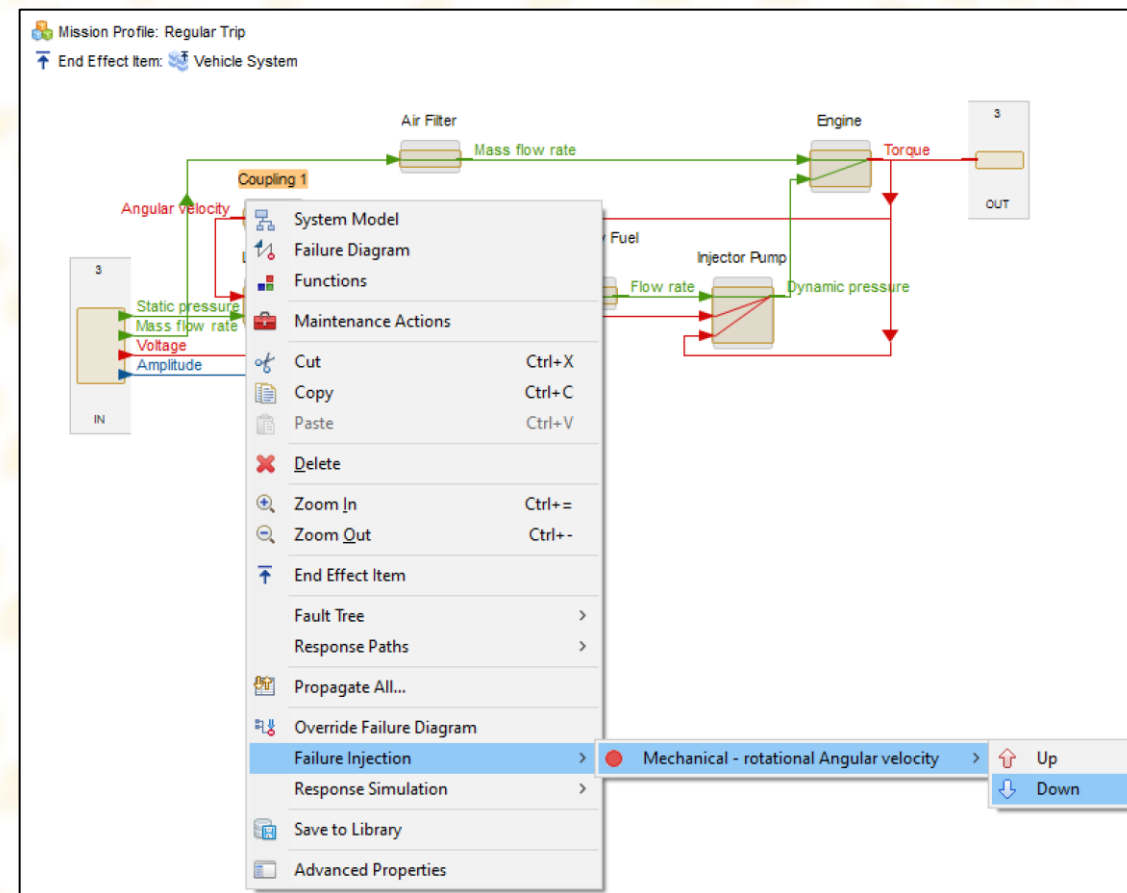 Mission Profile: Regular Trip
End Effect Item: Vehicle System
Air Filter
Engine
3
OUT
Mass flow rate
Torque
Coupling 1
Angular velocity
Fuel
Injector Pump
Flow rate
Dynamic pressure
3
IN
Static pressure
Mass flow rate
Voltage
Amplitude
System Model
Failure Diagram
Functions
Maintenance Actions
Cut Ctrl+X
Copy Ctrl+C
Paste Ctrl+V
Delete
Zoom In Ctrl+=
Zoom Out Ctrl+-
End Effect Item
Fault Tree
Response Paths
Propagate All...
Override Failure Diagram
Failure Injection
Mechanical - rotational Angular velocity
Up
Down
Response Simulation
Save to Library
Advanced Properties